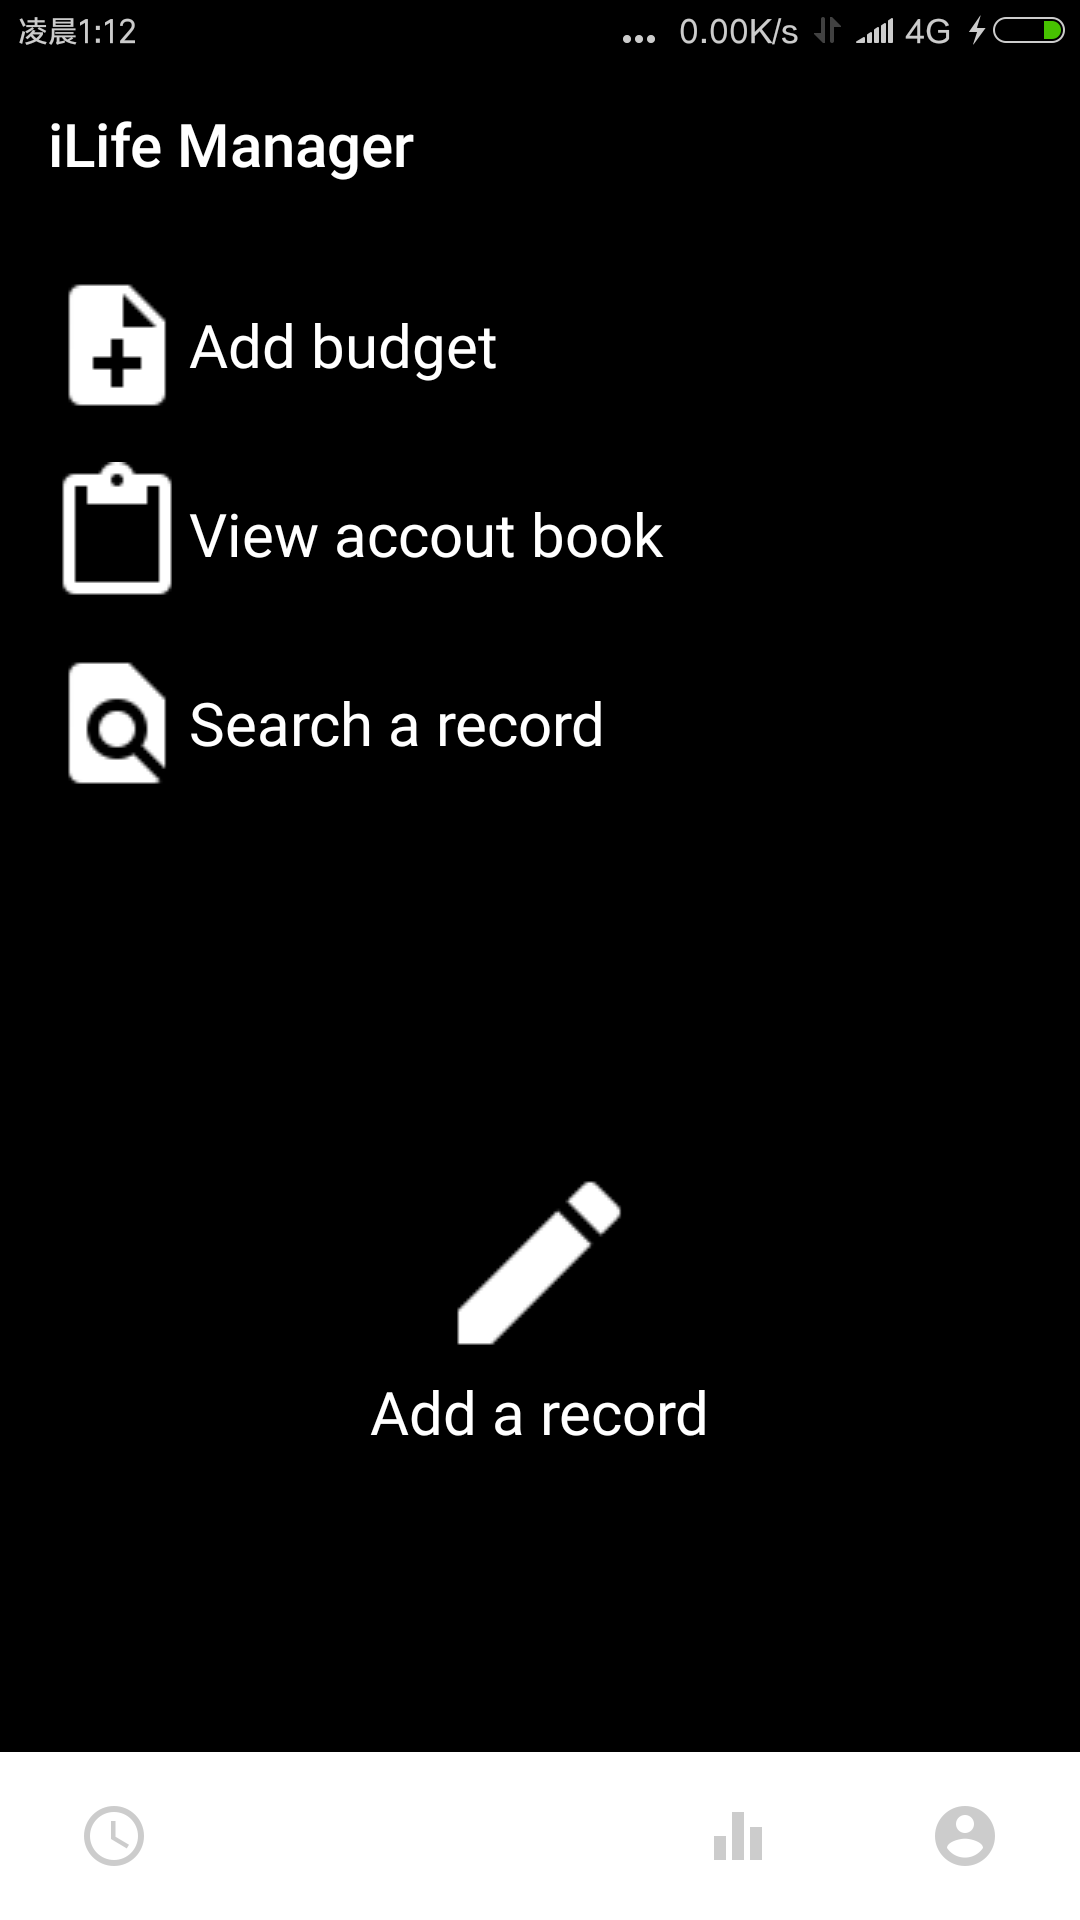 凌晨1:12 ... 0.00K/s 4G
iLife Manager
Add budget
View accout book
Search a record
Add a record